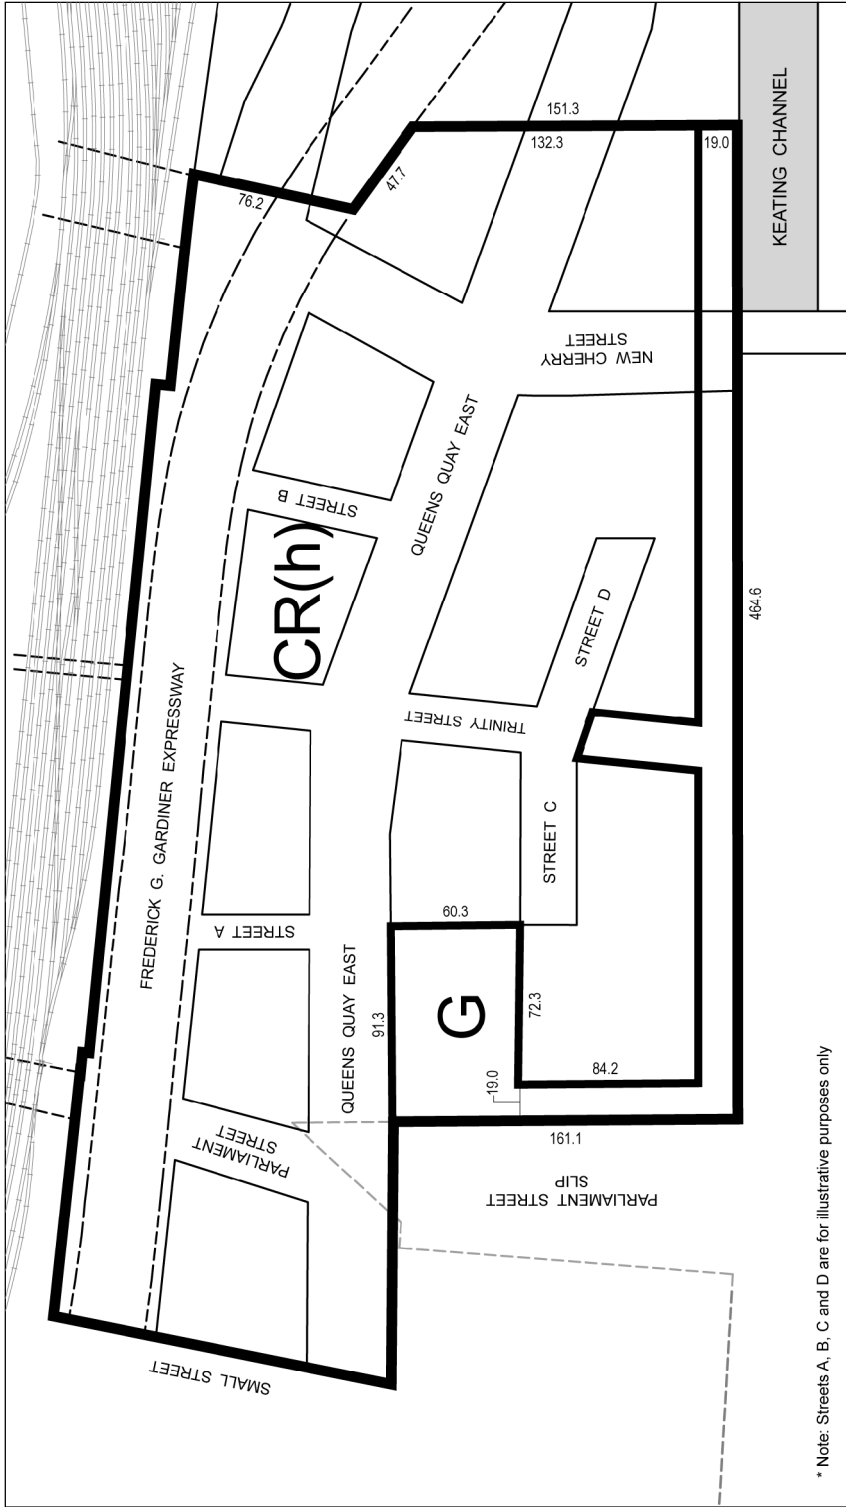 FREDERICK G. GARDINER EXPRESSWAY
SMALL STREET
PARLIAMENT
STREET
STREET A
CR(h)
STREET B
QUEENS QUAY EAST
QUEENS QUAY EAST
TRINITY STREET
NEW CHERRY
STREET
STREET C
STREET D
G
PARLIAMENT STREET
SLIP
KEATING CHANNEL
76.2
47.7
151.3
132.3
19.0
464.6
91.3
60.3
72.3
19.0
84.2
161.1
* Note: Streets A, B, C and D are for illustrative purposes only